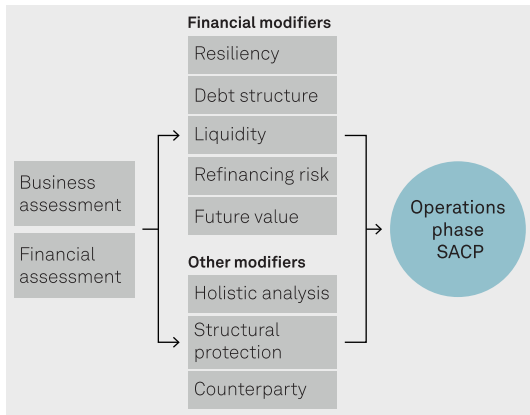 Business
assessment
Financial
assessment
Financial modifiers
Resiliency
Debt structure
Liquidity
Refinancing risk
Future value
Other modifiers
Holistic analysis
Structural
protection
Counterparty
Operations
phase
SACP